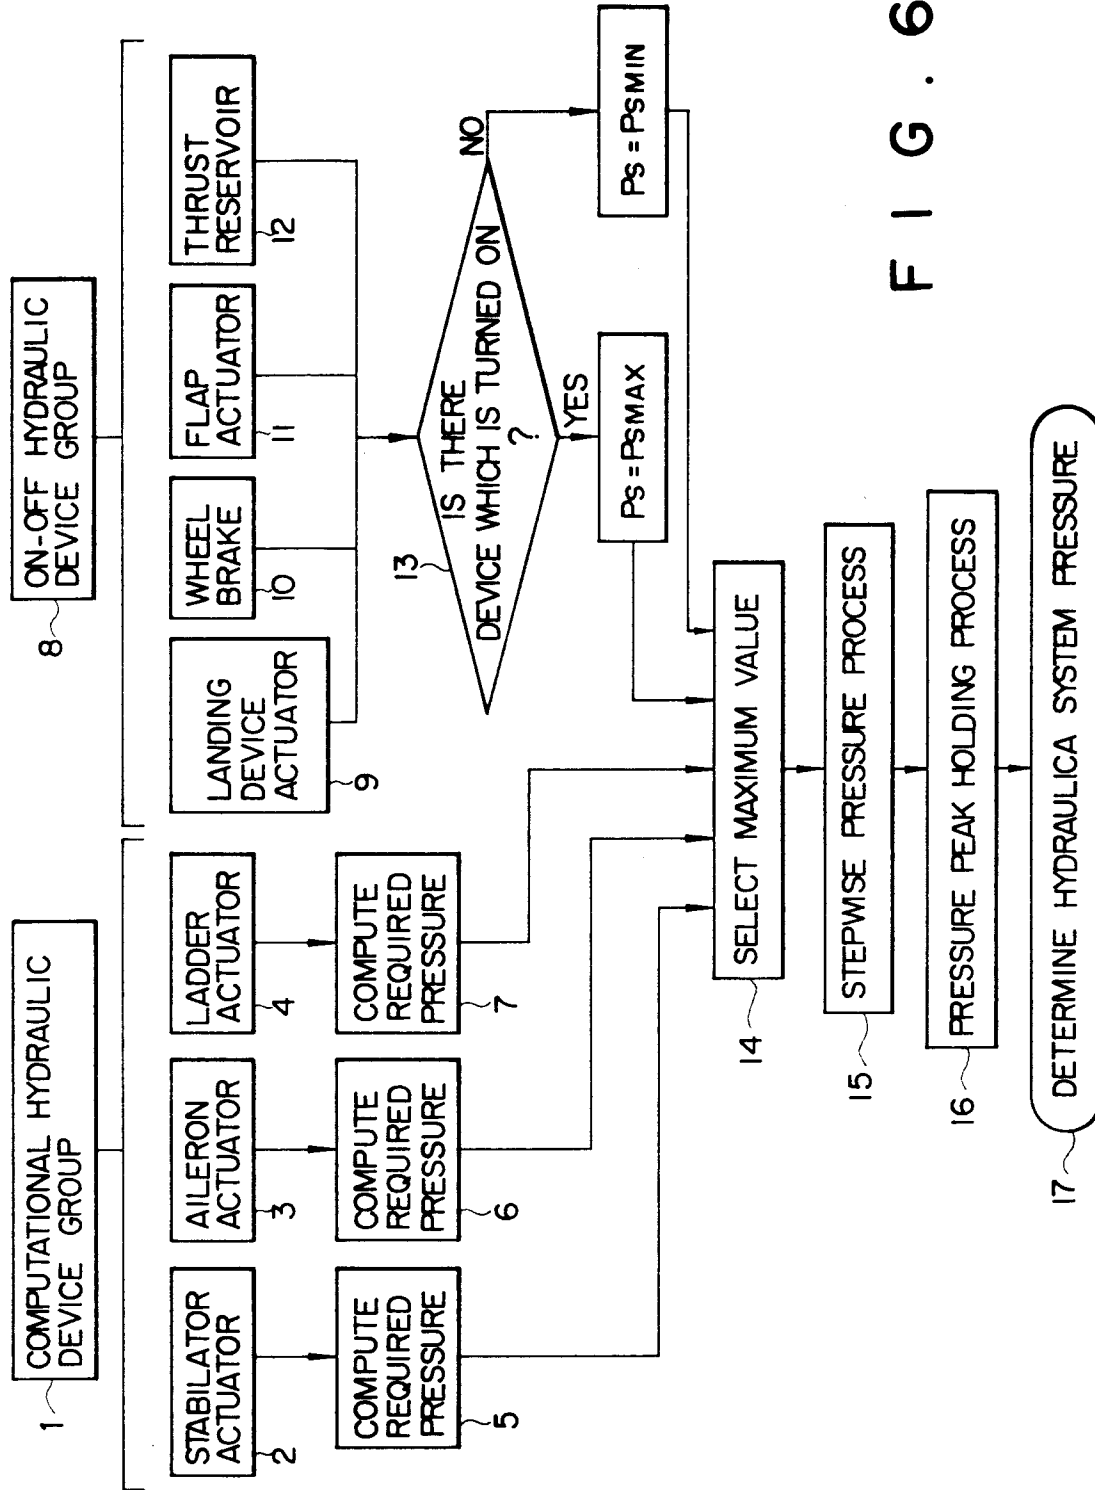 COMPUTATIONAL HYDRAULIC
DEVICE GROUP
1
ON-OFF HYDRAULIC
DEVICE GROUP
8
STABILATOR
ACTUATOR
2
AILERON
ACTUATOR
3
LADDER
ACTUATOR
4
LANDING
DEVICE
ACTUATOR
9
WHEEL
BRAKE
10
FLAP
ACTUATOR
11
THRUST
RESERVOIR
12
COMPUTE
REQUIRED
PRESSURE
5
COMPUTE
REQUIRED
PRESSURE
6
COMPUTE
REQUIRED
PRESSURE
7
13
IS THERE
DEVICE WHICH IS TURNED ON
?
NO
YES
PS = PSMAX
PS = PSMIN
SELECT MAXIMUM VALUE
14
STEPWISE PRESSURE PROCESS
15
PRESSURE PEAK HOLDING PROCESS
16
DETERMINE HYDRAULICA SYSTEM PRESSURE
17
FIG. 6